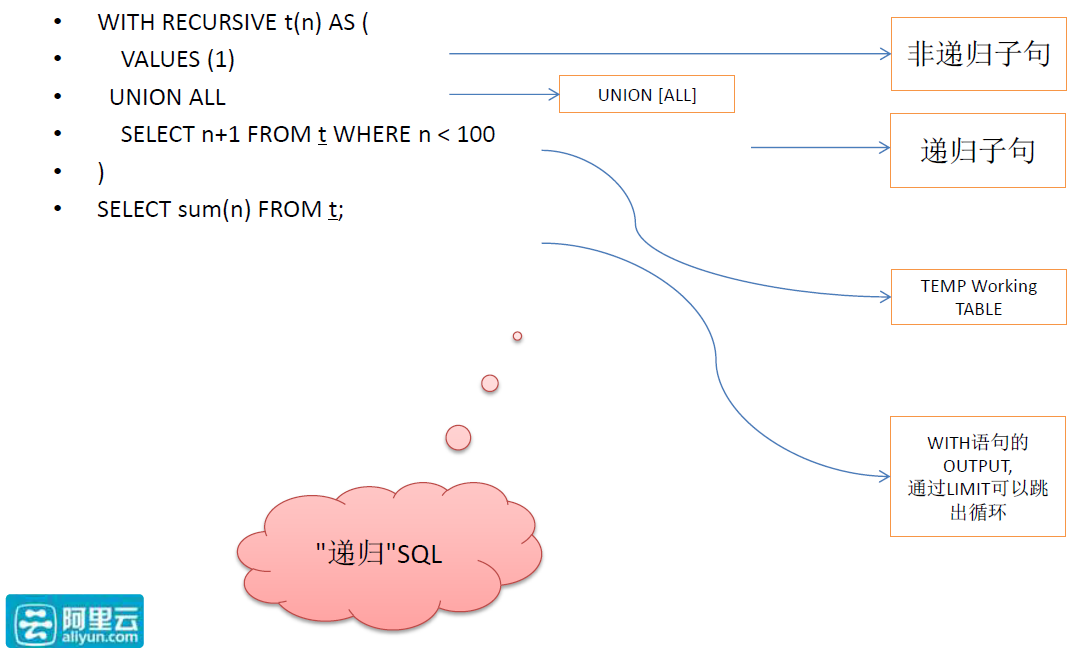 • WITH RECURSIVE t(n) AS (
• VALUES (1)
• UNION ALL
• SELECT n+1 FROM t WHERE n < 100
• )
• SELECT sum(n) FROM t;
非递归子句
UNION [ALL]
递归子句
TEMP Working
TABLE
WITH语句的
OUTPUT,
通过LIMIT可以跳
出循环
"递归"SQL
阿里云
aliyun.com